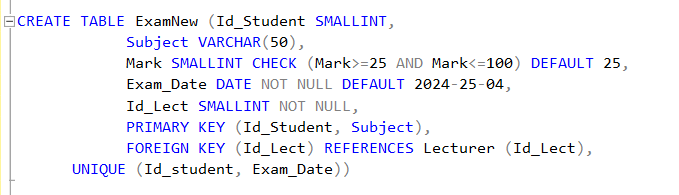 CREATE TABLE ExamNew (Id_Student SMALLINT,
Subject VARCHAR(50),
Mark SMALLINT CHECK (Mark>=25 AND Mark<=100) DEFAULT 25,
Exam_Date DATE NOT NULL DEFAULT 2024-25-04,
Id_Lect SMALLINT NOT NULL,
PRIMARY KEY (Id_Student, Subject),
FOREIGN KEY (Id_Lect) REFERENCES Lecturer (Id_Lect),
UNIQUE (Id_student, Exam_Date))